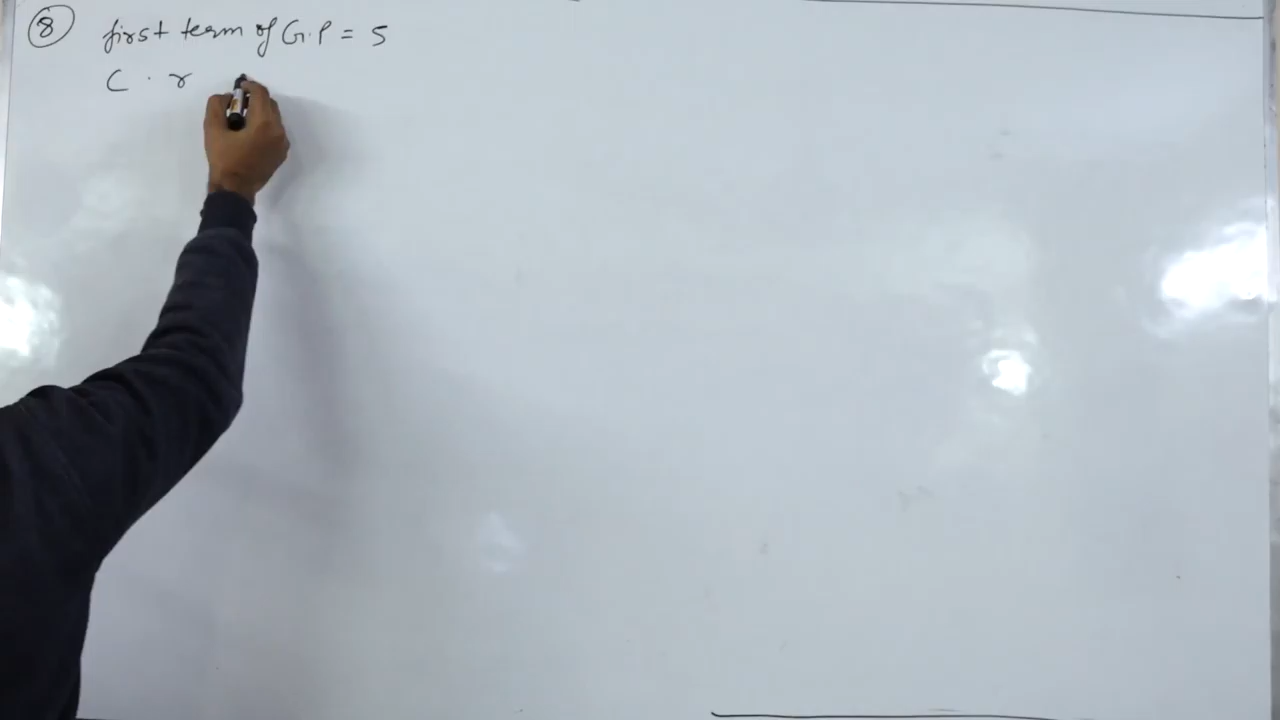 8 first term of G.P = 5
C . r